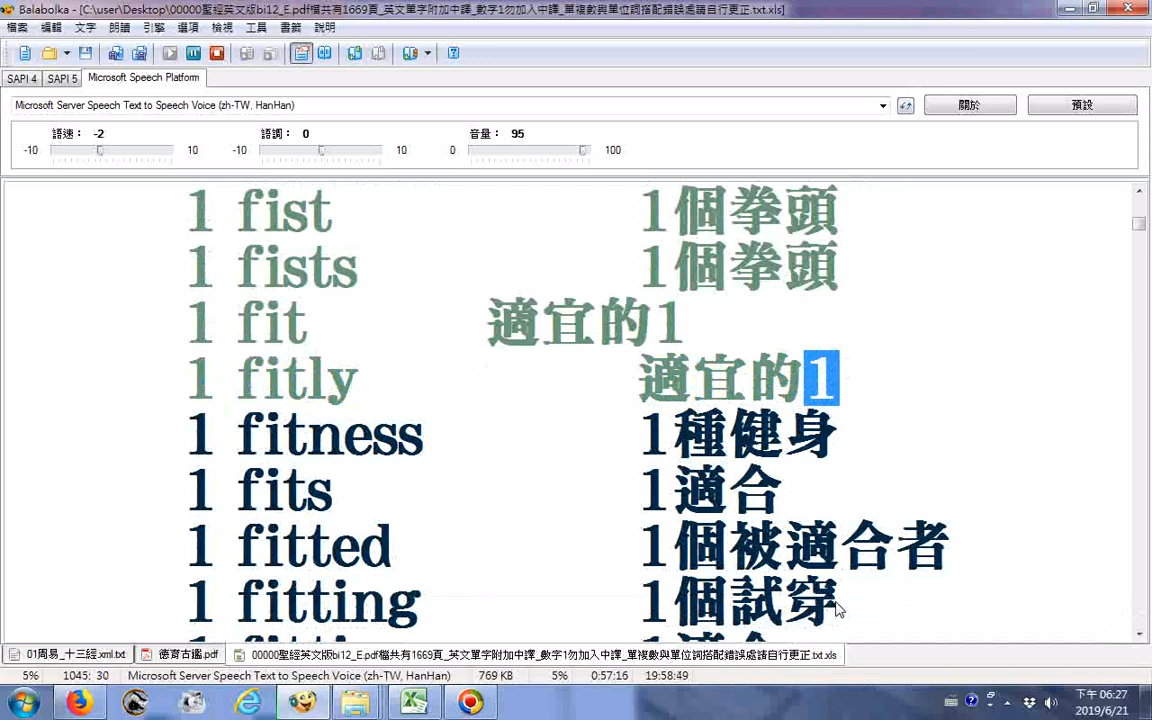 Balabolka - [C:\user\Desktop\00000聖經英文版bi12_E.pdf檔共有1669頁_英文單字附加中譯_數字1勿加入中譯_單複數與單位詞搭配錯誤處請自行更正.txt.xls]
檔案 編輯 文字 朗讀 引擎 選項 檢視 工具 書籤 說明
SAPI 4 SAPI 5 Microsoft Speech Platform
Microsoft Server Speech Text to Speech Voice (zh-TW, HanHan) 關於 預設
語速: -2 語調: 0 音量: 95
-10 10 -10 10 0 100
1 fist 1個拳頭
1 fists 1個拳頭
1 fit 適宜的1
1 fitly 適宜的1
1 fitness 1種健身
1 fits 1適合
1 fitted 1個被適合者
1 fitting 1個試穿
01周易_十三經.xml.txt 德育古鑑.pdf 00000聖經英文版bi12_E.pdf檔共有1669頁_英文單字附加中譯_數字1勿加入中譯_單複數與單位詞搭配錯誤處請自行更正.txt.xls
5% 1045: 30 Microsoft Server Speech Text to Speech Voice (zh-TW, HanHan) 769 KB 5% 0:57:16 19:58:49
下午 06:27
2019/6/21